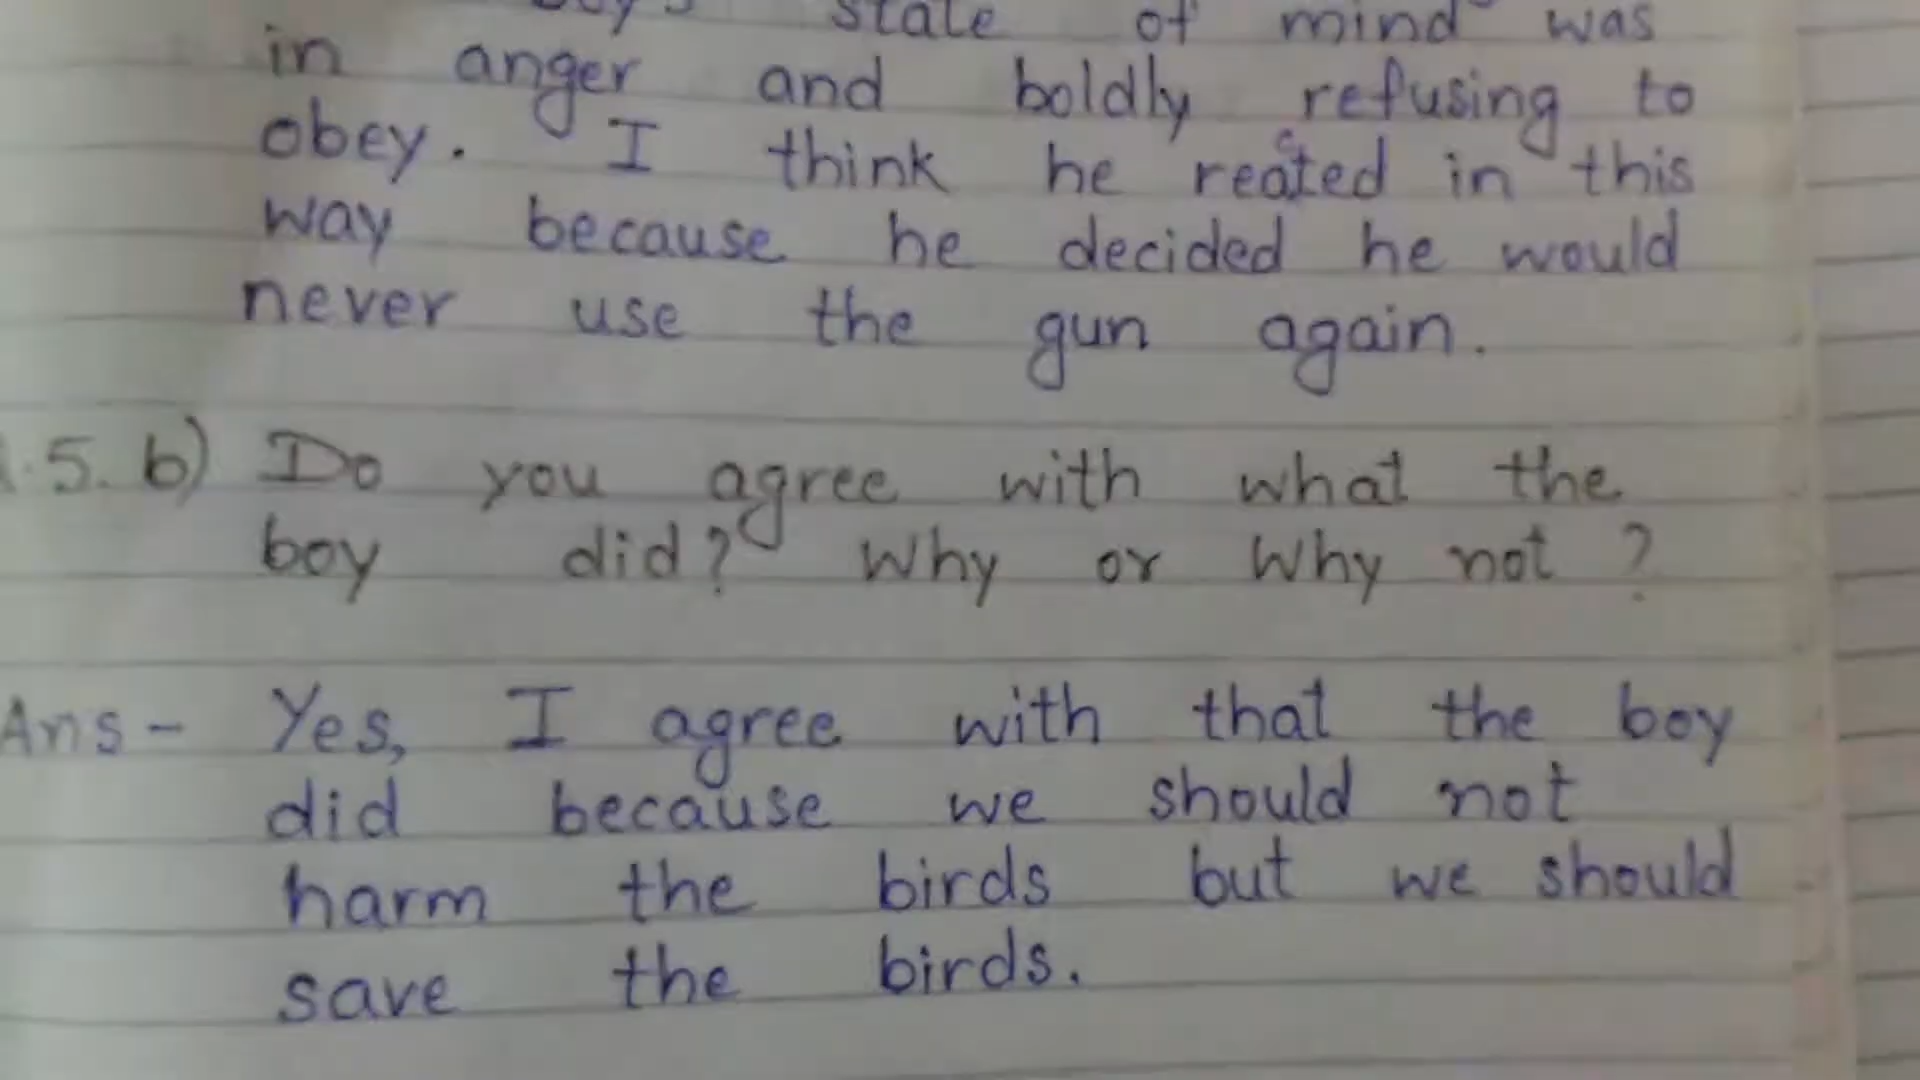 state of mind was
in anger and boldly refusing to
obey. I think he reacted in this
way because he decided he would
never use the gun again.
5. b) Do you agree with what the
boy did? Why or Why not ?
Ans- Yes, I agree with that the boy
did because we should not
harm the birds but we should
save the birds.